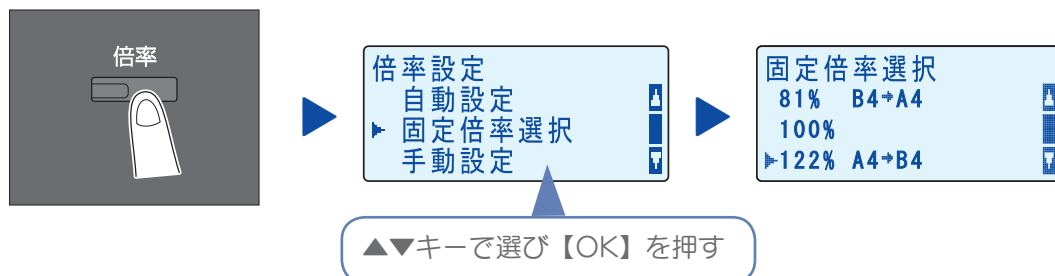 倍率
倍率設定
自動設定
固定倍率選択
手動設定
▲▼キーで選び【OK】を押す
固定倍率選択
81% B4→A4
100%
122% A4→B4